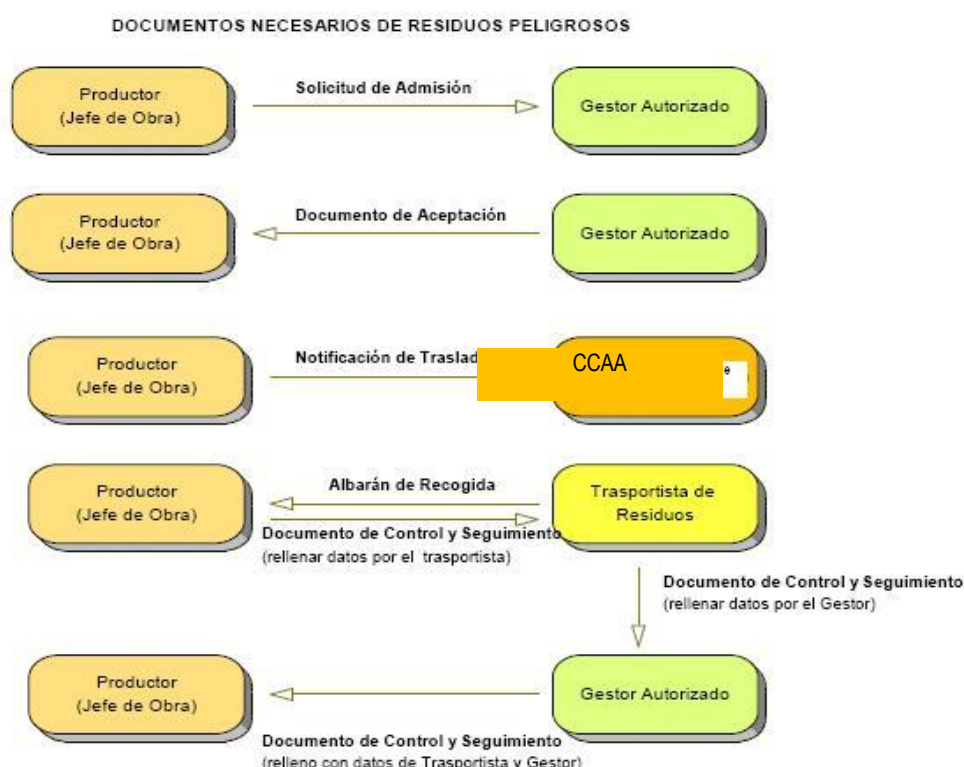 DOCUMENTOS NECESARIOS DE RESIDUOS PELIGROSOS
Productor
(Jefe de Obra)
Solicitud de Admisión
Gestor Autorizado
Productor
(Jefe de Obra)
Documento de Aceptación
Gestor Autorizado
Productor
(Jefe de Obra)
Notificación de Traslad
CCAA
Productor
(Jefe de Obra)
Albarán de Recogida
Documento de Control y Seguimiento
(rellenar datos por el trasportista)
Trasportista de
Residuos
Documento de Control y Seguimiento
(rellenar datos por el Gestor)
Productor
(Jefe de Obra)
Gestor Autorizado
Documento de Control y Seguimiento
(relleno con datos de Trasportista y Gestor)